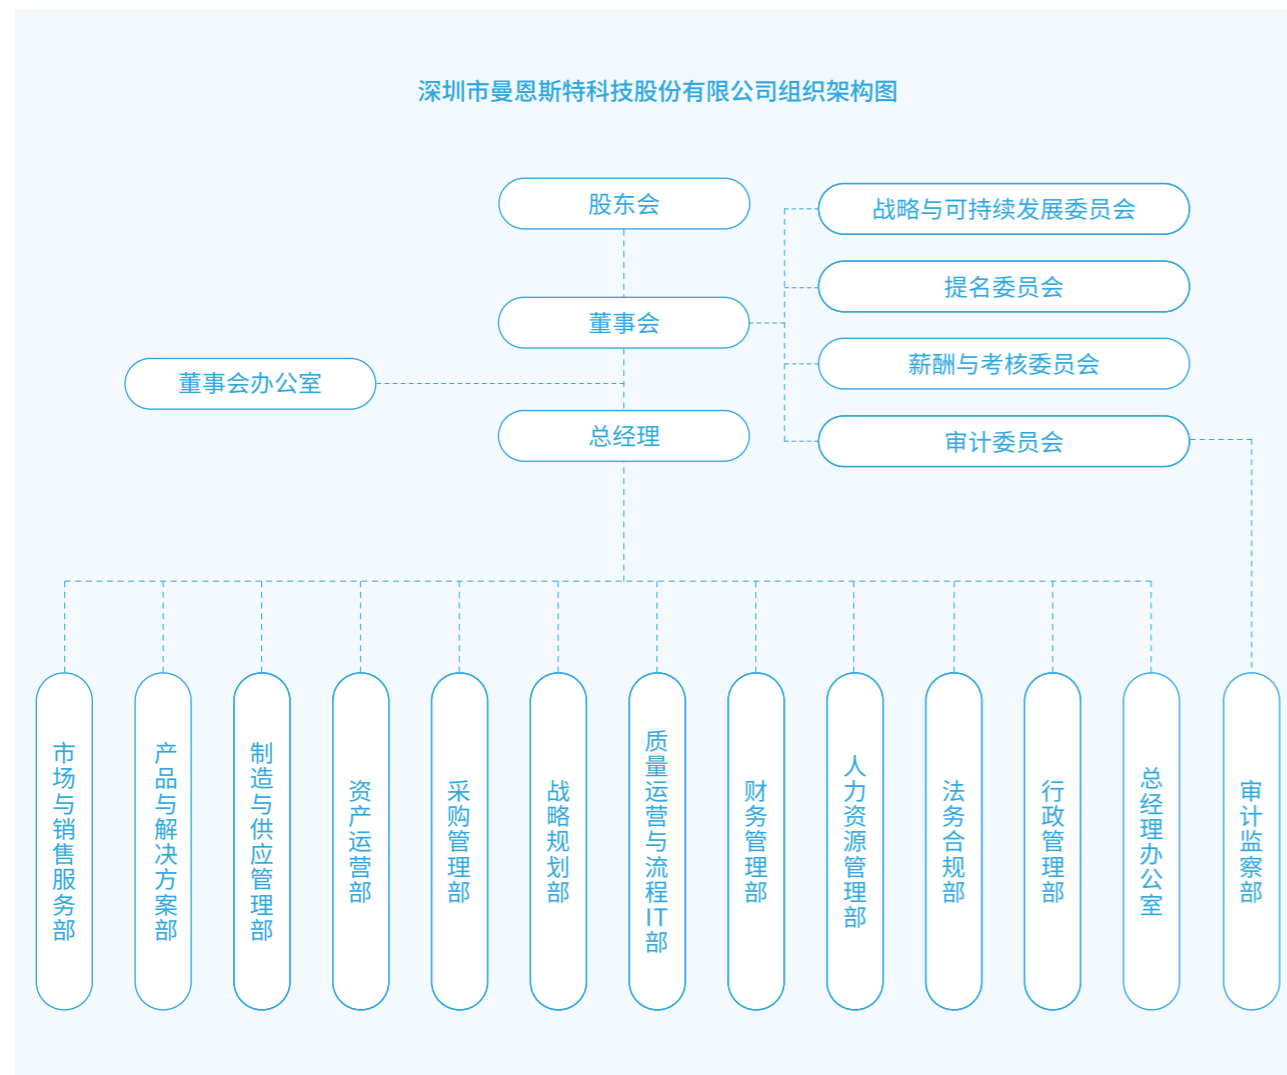 深圳市曼恩斯特科技股份有限公司组织架构图
股东会
战略与可持续发展委员会
提名委员会
董事会
薪酬与考核委员会
董事会办公室
总经理
审计委员会
市场与销售服务部
产品与解决方案部
制造与供应管理部
资产运营部
采购管理部
战略规划部
质量运营与流程IT部
财务管理部
人力资源管理部
法务合规部
行政管理部
总经理办公室
审计监察部